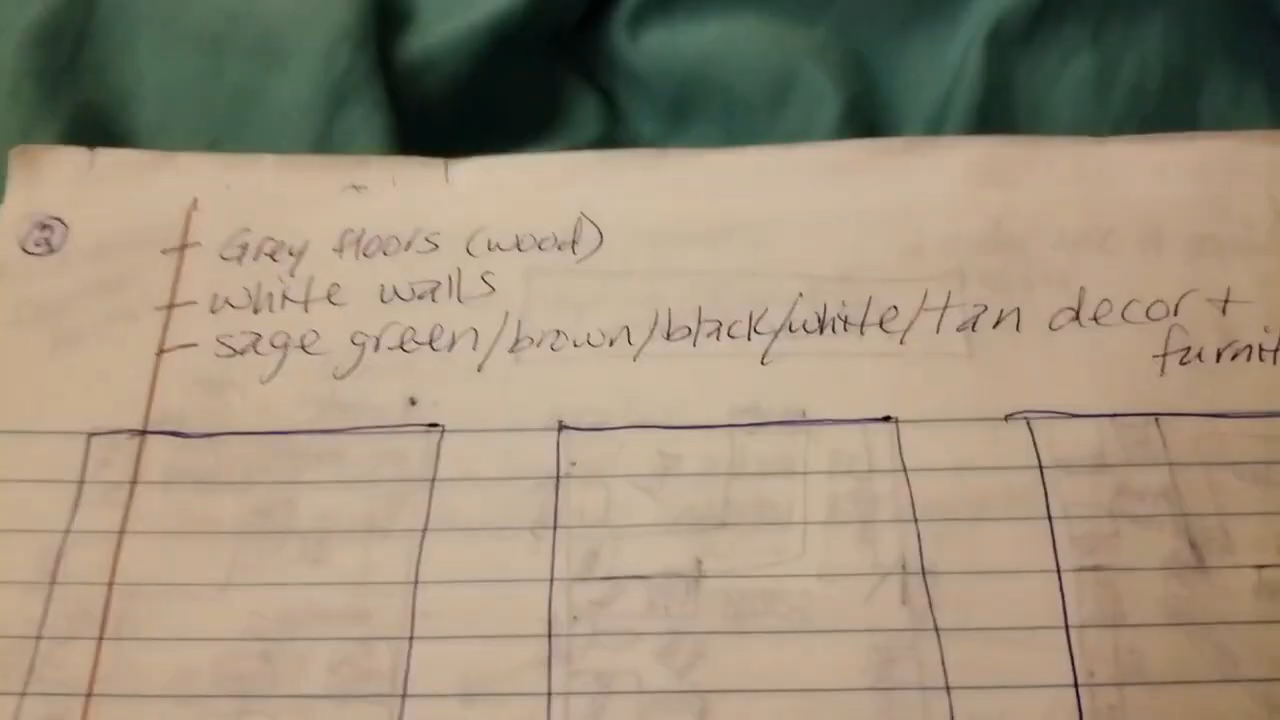 ②
- Grey floors (wood)
- white walls
- sage green/brown/black/white/tan decor +
furnit